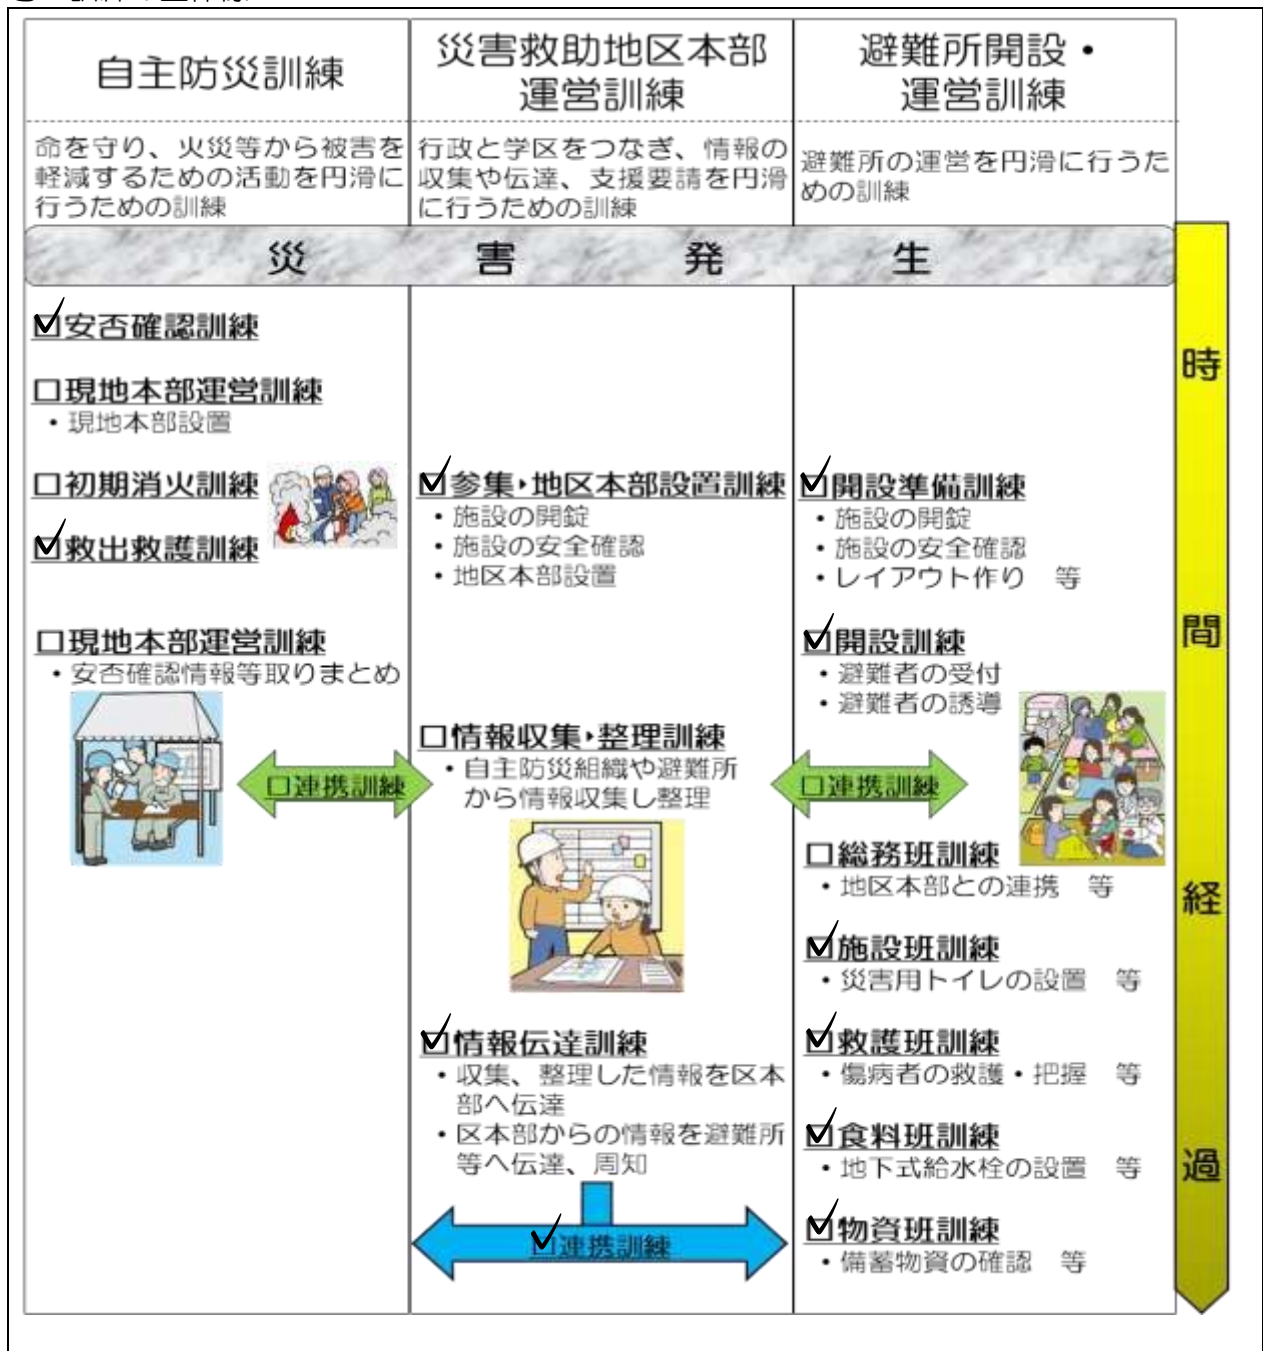 自主防災訓練
命を守り、火災等から被害を
軽減するための活動を円滑に
行うための訓練
災害救助地区本部
運営訓練
行政と学区をつなぎ、情報の
収集や伝達、支援要請を円滑
に行うための訓練
避難所開設・
運営訓練
避難所の運営を円滑に行うた
めの訓練
災害発生
☑安否確認訓練
□現地本部運営訓練
・現地本部設置
□初期消火訓練
☑救出救護訓練
□現地本部運営訓練
・安否確認情報等取りまとめ
□連携訓練
☑参集・地区本部設置訓練
・施設の開錠
・施設の安全確認
・地区本部設置
□情報収集・整理訓練
・自主防災組織や避難所
から情報収集し整理
☑情報伝達訓練
・収集、整理した情報を区本
部へ伝達
・区本部からの情報を避難所
等へ伝達、周知
☑連携訓練
☑開設準備訓練
・施設の開錠
・施設の安全確認
・レイアウト作り 等
☑開設訓練
・避難者の受付
・避難者の誘導
□連携訓練
□総務班訓練
・地区本部との連携 等
☑施設班訓練
・災害用トイレの設置 等
☑救護班訓練
・傷病者の救護・把握 等
☑食料班訓練
・地下式給水栓の設置 等
☑物資班訓練
・備蓄物資の確認 等
時間経過